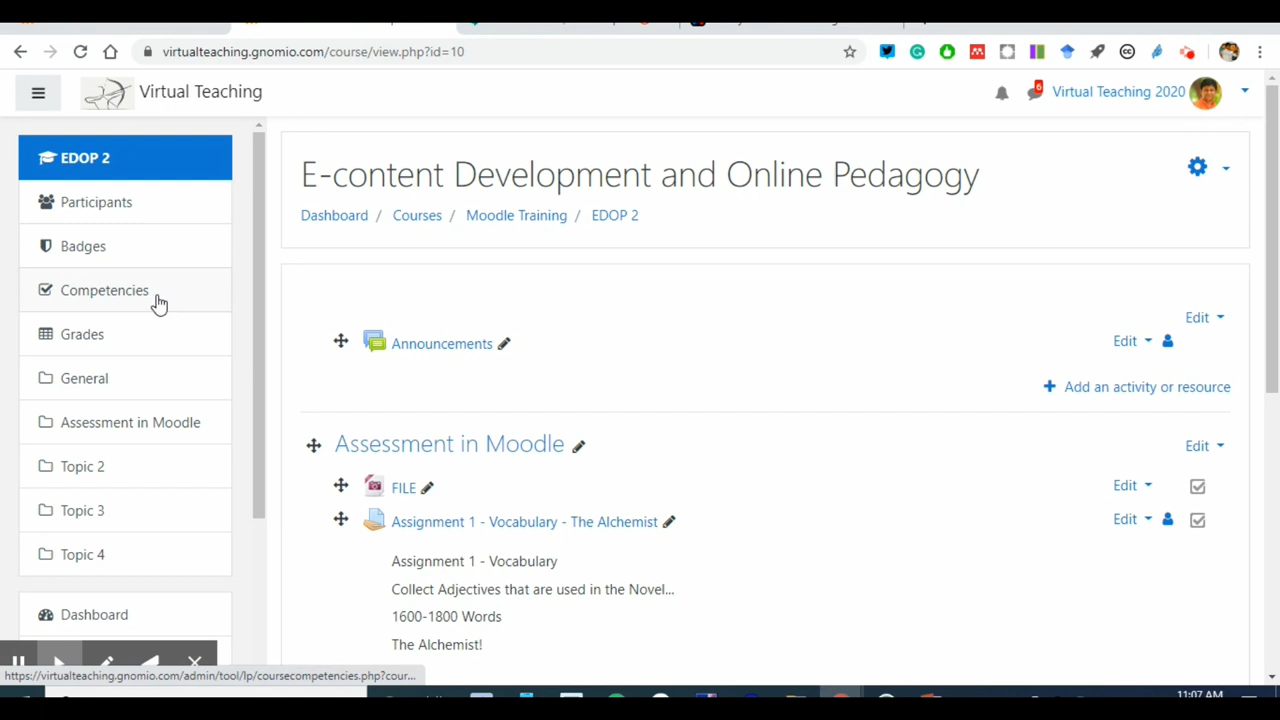 virtualteaching.gnomio.com/course/view.php?id=10
Virtual Teaching
6
Virtual Teaching 2020
EDOP 2
Participants
Badges
Competencies
Grades
General
Assessment in Moodle
Topic 2
Topic 3
Topic 4
Dashboard
E-content Development and Online Pedagogy
Dashboard / Courses / Moodle Training / EDOP 2
Edit
Announcements Edit
Add an activity or resource
Assessment in Moodle Edit
FILE Edit
Assignment 1 - Vocabulary - The Alchemist Edit
Assignment 1 - Vocabulary
Collect Adjectives that are used in the Novel...
1600-1800 Words
The Alchemist!
https://virtualteaching.gnomio.com/admin/tool/lp/coursecompetencies.php?cour...
11:07 AM